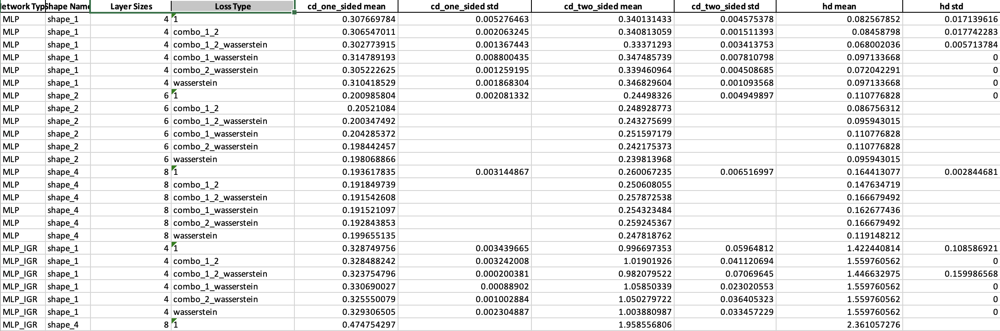 etwork Typ Shape Name Layer Sizes Loss Type cd_one_sided mean cd_one_sided std cd_two_sided mean cd_two_sided std hd mean hd std
MLP shape_1 4 1 0.307669784 0.005276463 0.340131433 0.004575378 0.082567852 0.017139616
MLP shape_1 4 combo_1_2 0.306547011 0.002063245 0.340813059 0.001511393 0.08458798 0.017742283
MLP shape_1 4 combo_1_2_wasserstein 0.302773915 0.001367443 0.33371293 0.003413753 0.068002036 0.005713784
MLP shape_1 4 combo_1_wasserstein 0.314789193 0.008800435 0.347485739 0.007810798 0.097133668 0
MLP shape_1 4 combo_2_wasserstein 0.305222625 0.001259195 0.339460964 0.004508685 0.072042291 0
MLP shape_1 4 wasserstein 0.310418529 0.001868304 0.346829604 0.001093568 0.097133668 0
MLP shape_2 6 1 0.200985804 0.002081332 0.24498326 0.004949897 0.110776828 0
MLP shape_2 6 combo_1_2 0.20521084 0.248928773 0.086756312
MLP shape_2 6 combo_1_2_wasserstein 0.200347492 0.243275699 0.095943015
MLP shape_2 6 combo_1_wasserstein 0.204285372 0.251597179 0.110776828
MLP shape_2 6 combo_2_wasserstein 0.198442457 0.242175373 0.110776828
MLP shape_2 6 wasserstein 0.198068866 0.239813968 0.095943015
MLP shape_4 8 1 0.193617835 0.003144867 0.260067235 0.006516997 0.164413077 0.002844681
MLP shape_4 8 combo_1_2 0.191849739 0.250608055 0.147634719
MLP shape_4 8 combo_1_2_wasserstein 0.191542608 0.257872538 0.166679492
MLP shape_4 8 combo_1_wasserstein 0.191521097 0.254323484 0.162677436
MLP shape_4 8 combo_2_wasserstein 0.192843853 0.259245367 0.166679492
MLP shape_4 8 wasserstein 0.199655135 0.247818762 0.119148212
MLP_IGR shape_1 4 1 0.328749756 0.003439665 0.996697353 0.05964812 1.422440814 0.108586921
MLP_IGR shape_1 4 combo_1_2 0.328488242 0.003242008 1.01901926 0.041120694 1.559760562 0
MLP_IGR shape_1 4 combo_1_2_wasserstein 0.323754796 0.000200381 0.982079522 0.07069645 1.446632975 0.159986568
MLP_IGR shape_1 4 combo_1_wasserstein 0.330690027 0.00088902 1.05850339 0.023020553 1.559760562 0
MLP_IGR shape_1 4 combo_2_wasserstein 0.325550079 0.001002884 1.050279722 0.036405323 1.559760562 0
MLP_IGR shape_1 4 wasserstein 0.329306505 0.002304887 1.003880987 0.033457229 1.559760562 0
MLP_IGR shape_4 8 1 0.474754297 1.958556806 2.361057276